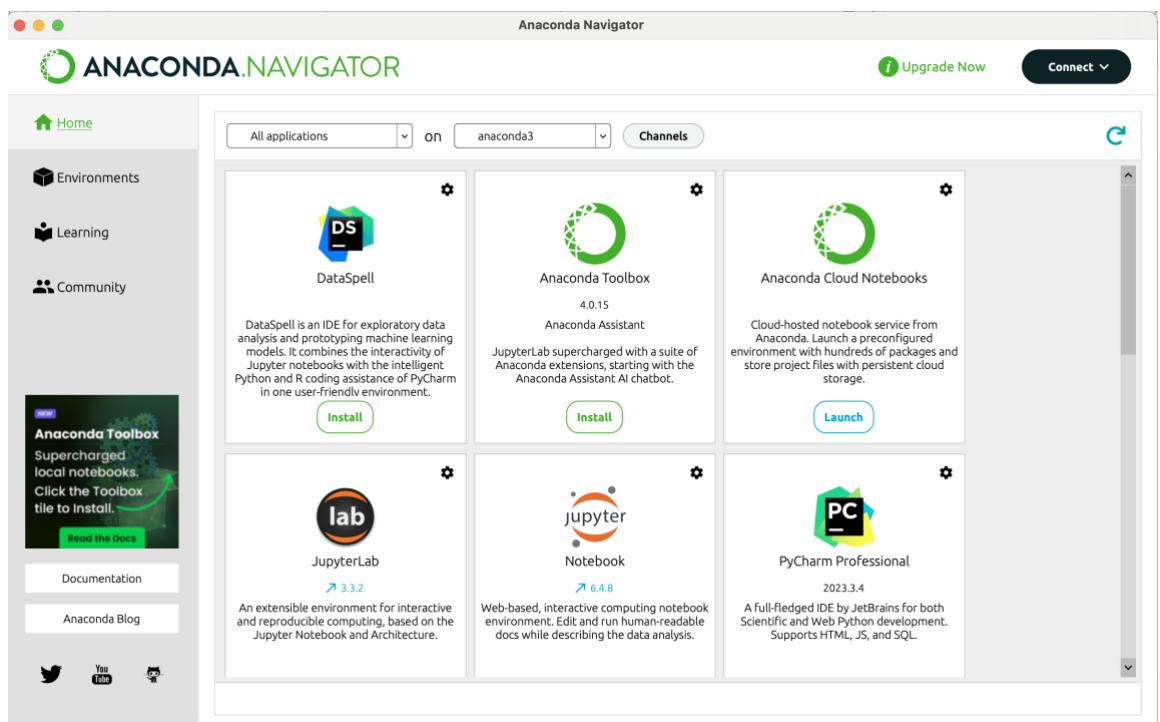 Anaconda Navigator
ANACONDA.NAVIGATOR
i Upgrade Now
Connect
Home
Environments
Learning
Community
All applications
on
anaconda3
Channels
DS
DataSpell
DataSpell is an IDE for exploratory data
analysis and prototyping machine learning
models. It combines the interactivity of
Jupyter notebooks with the intelligent
Python and R coding assistance of PyCharm
in one user-friendly environment.
Install
Anaconda Toolbox
4.0.15
Anaconda Assistant
JupyterLab supercharged with a suite of
Anaconda extensions, starting with the
Anaconda Assistant AI chatbot.
Install
Anaconda Cloud Notebooks
Cloud-hosted notebook service from
Anaconda. Launch a preconfigured
environment with hundreds of packages and
store project files with persistent cloud
storage.
Launch
lab
JupyterLab
3.3.2
An extensible environment for interactive
and reproducible computing, based on the
Jupyter Notebook and Architecture.
jupyter
Notebook
6.4.8
Web-based, interactive computing notebook
environment. Edit and run human-readable
docs while describing the data analysis.
PC
PyCharm Professional
2023.3.4
A full-fledged IDE by JetBrains for both
Scientific and Web Python development.
Supports HTML, JS, and SQL.
NEW
Anaconda Toolbox
Supercharged
local notebooks.
Click the Toolbox
tile to Install.
Read the Docs
Documentation
Anaconda Blog
You
Tube